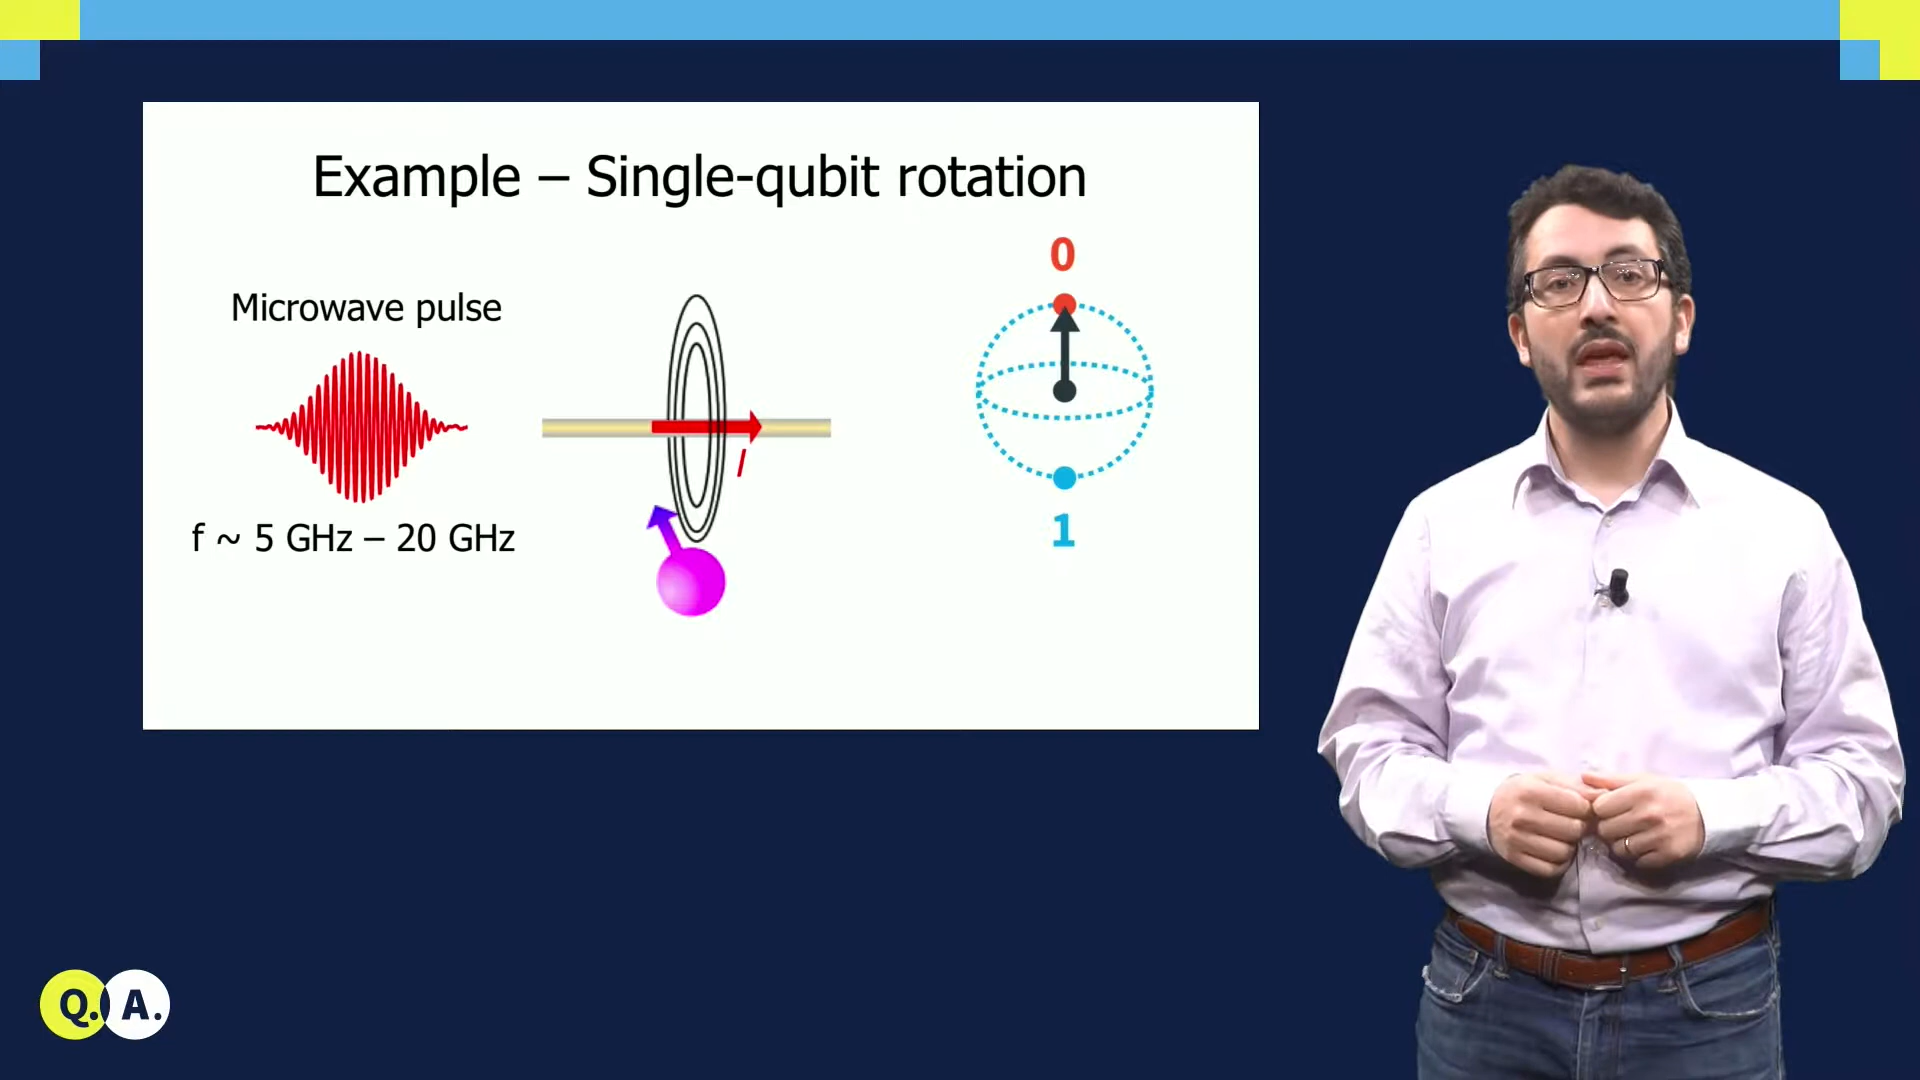 Example – Single-qubit rotation
Microwave pulse
f ~ 5 GHz – 20 GHz
I
0
1
Q. A.